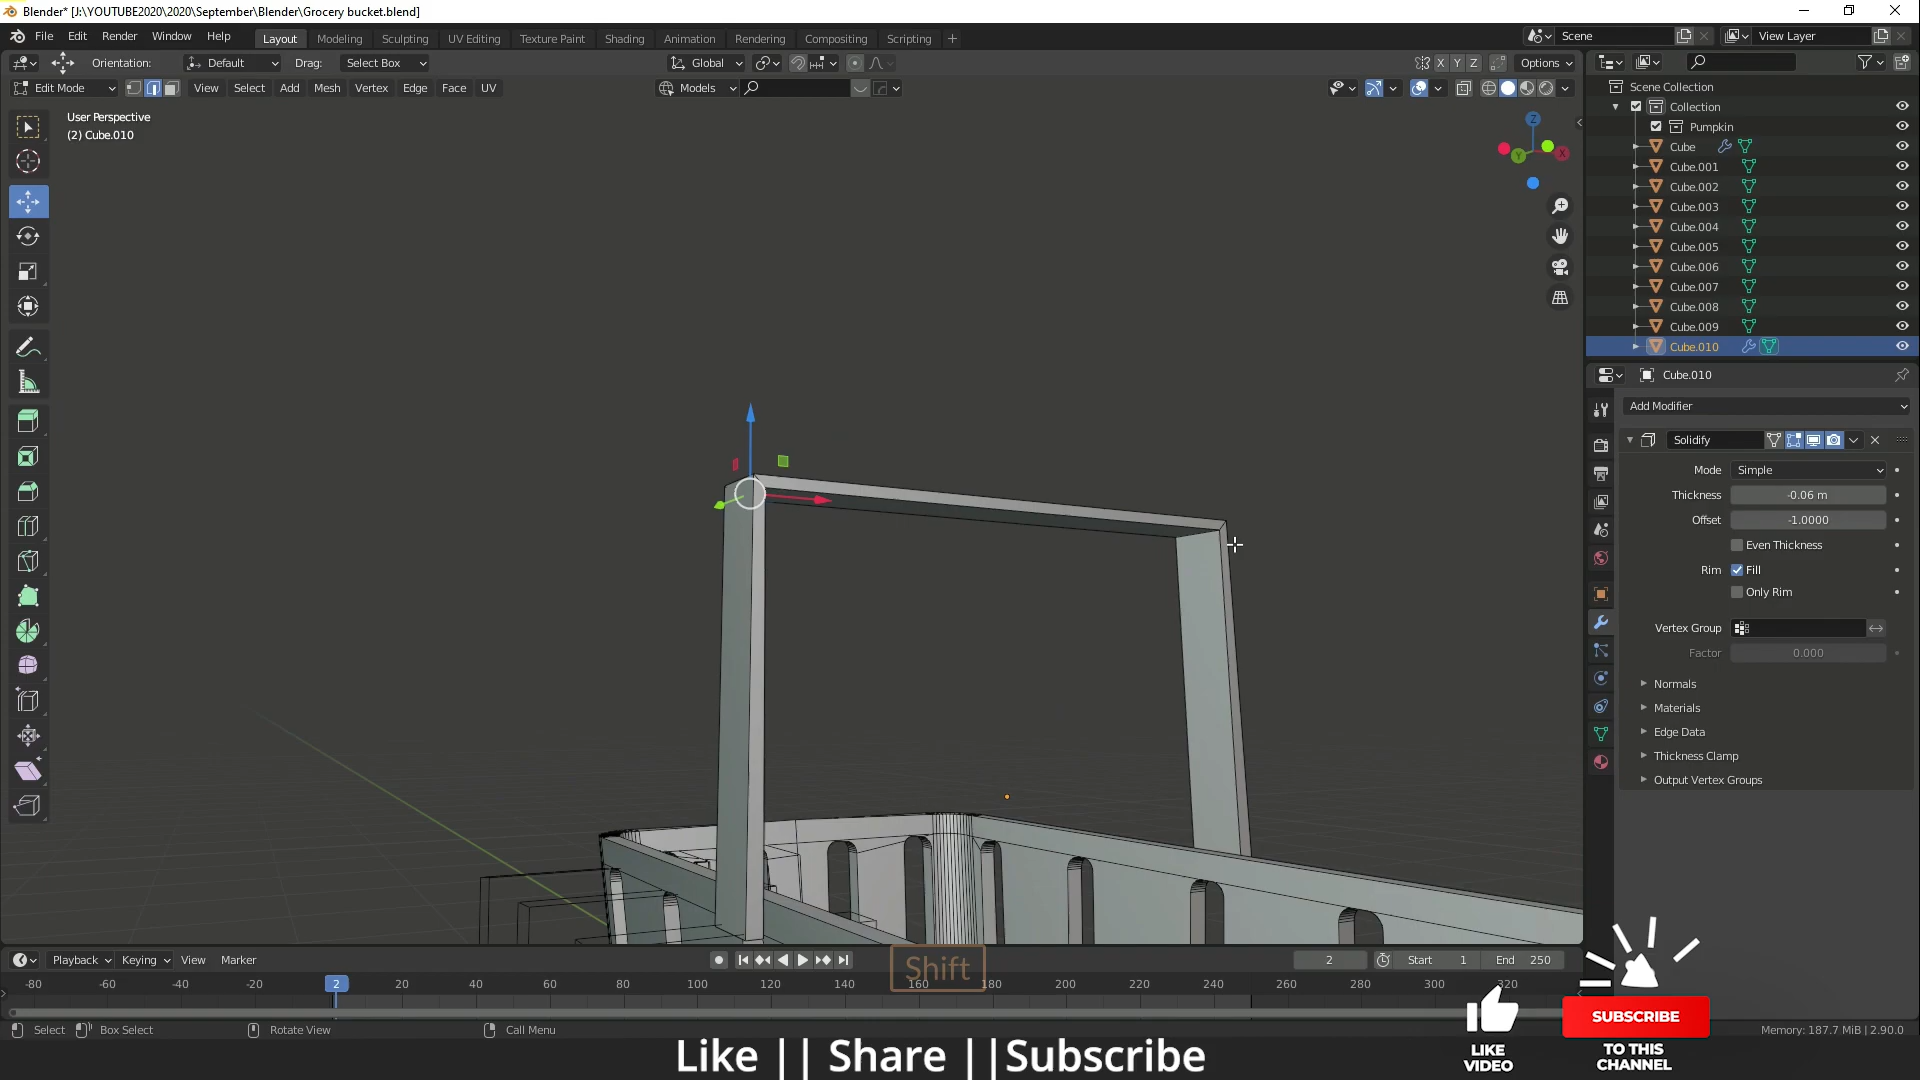 Blender* [J:\YOUTUBE2020\2020\September\Blender\Grocery bucket.blend]
File Edit Render Window Help Layout Modeling Sculpting UV Editing Texture Paint Shading Animation Rendering Compositing Scripting + Scene View Layer
Orientation: Default Drag: Select Box Global X Y Z Options
Edit Mode View Select Add Mesh Vertex Edge Face UV Models
User Perspective
(2) Cube.010
Z
X
Y
Scene Collection
Collection
Pumpkin
Cube
Cube.001
Cube.002
Cube.003
Cube.004
Cube.005
Cube.006
Cube.007
Cube.008
Cube.009
Cube.010
Cube.010
Add Modifier
Solidify
Mode Simple
Thickness -0.06 m
Offset -1.0000
Even Thickness
Rim Fill
Only Rim
Vertex Group
Factor 0.000
Normals
Materials
Edge Data
Thickness Clamp
Output Vertex Groups
Playback Keying View Marker 2 Start 1 End 250
Shift
-80 -60 -40 -20 2 20 40 60 80 100 120 140 160 180 200 220 240 260 280 300 320
Select Box Select Rotate View Call Menu Memory: 187.7 MiB | 2.90.0
Like || Share ||Subscribe
LIKE
VIDEO
SUBSCRIBE
TO THIS
CHANNEL